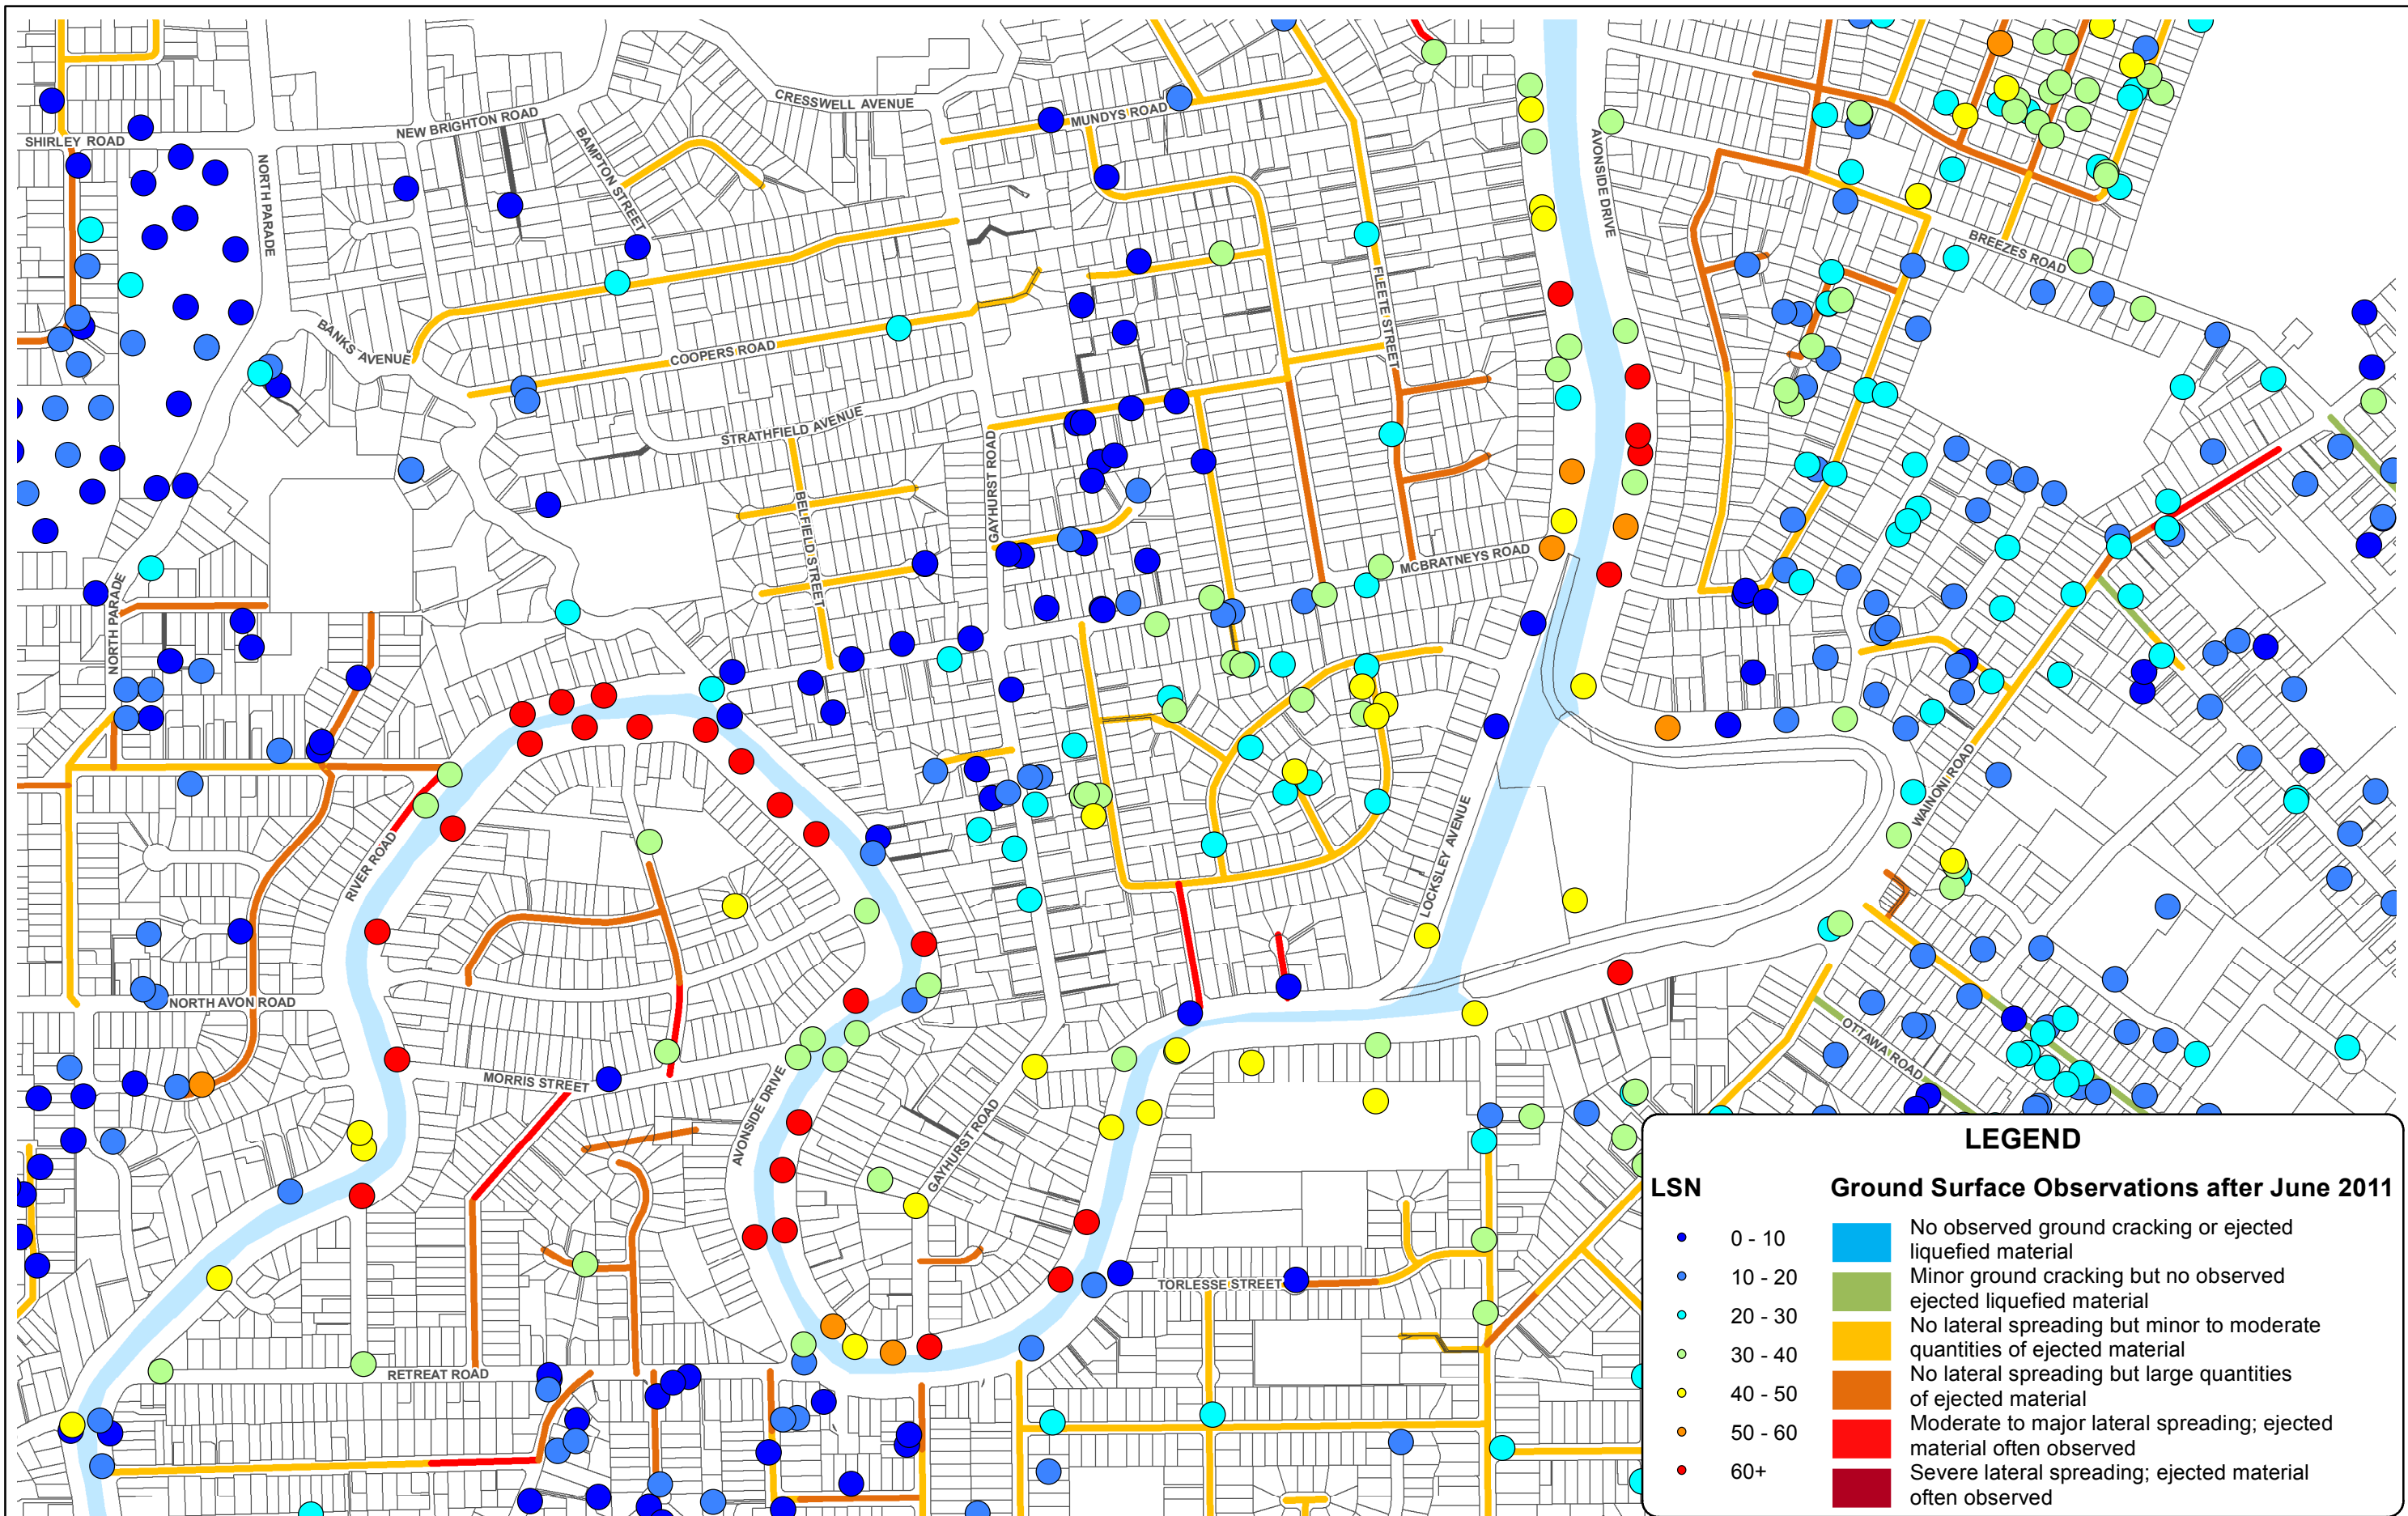 CRESSWELL AVENUE
NEW BRIGHTON ROAD
MUNDYS ROAD
SHIRLEY ROAD
BAMPTON STREET
NORTH PARADE
AVONSIDE DRIVE
BREEZES ROAD
FLEETE STREET
BANKS AVENUE
COOPERS ROAD
STRATHFIELD AVENUE
GAYHURST ROAD
BELFIELD STREET
MCBRATNEYS ROAD
NORTH PARADE
WAINONI ROAD
RIVER ROAD
LOCKSLEY AVENUE
NORTH AVON ROAD
OTTAWA ROAD
MORRIS STREET
AVONSIDE DRIVE
GAYHURST ROAD
TORLESSE STREET
RETREAT ROAD
LEGEND
LSN
0 - 10
10 - 20
20 - 30
30 - 40
40 - 50
50 - 60
60+
Ground Surface Observations after June 2011
No observed ground cracking or ejected
liquefied material
Minor ground cracking but no observed
ejected liquefied material
No lateral spreading but minor to moderate
quantities of ejected material
No lateral spreading but large quantities
of ejected material
Moderate to major lateral spreading; ejected
material often observed
Severe lateral spreading; ejected material
often observed